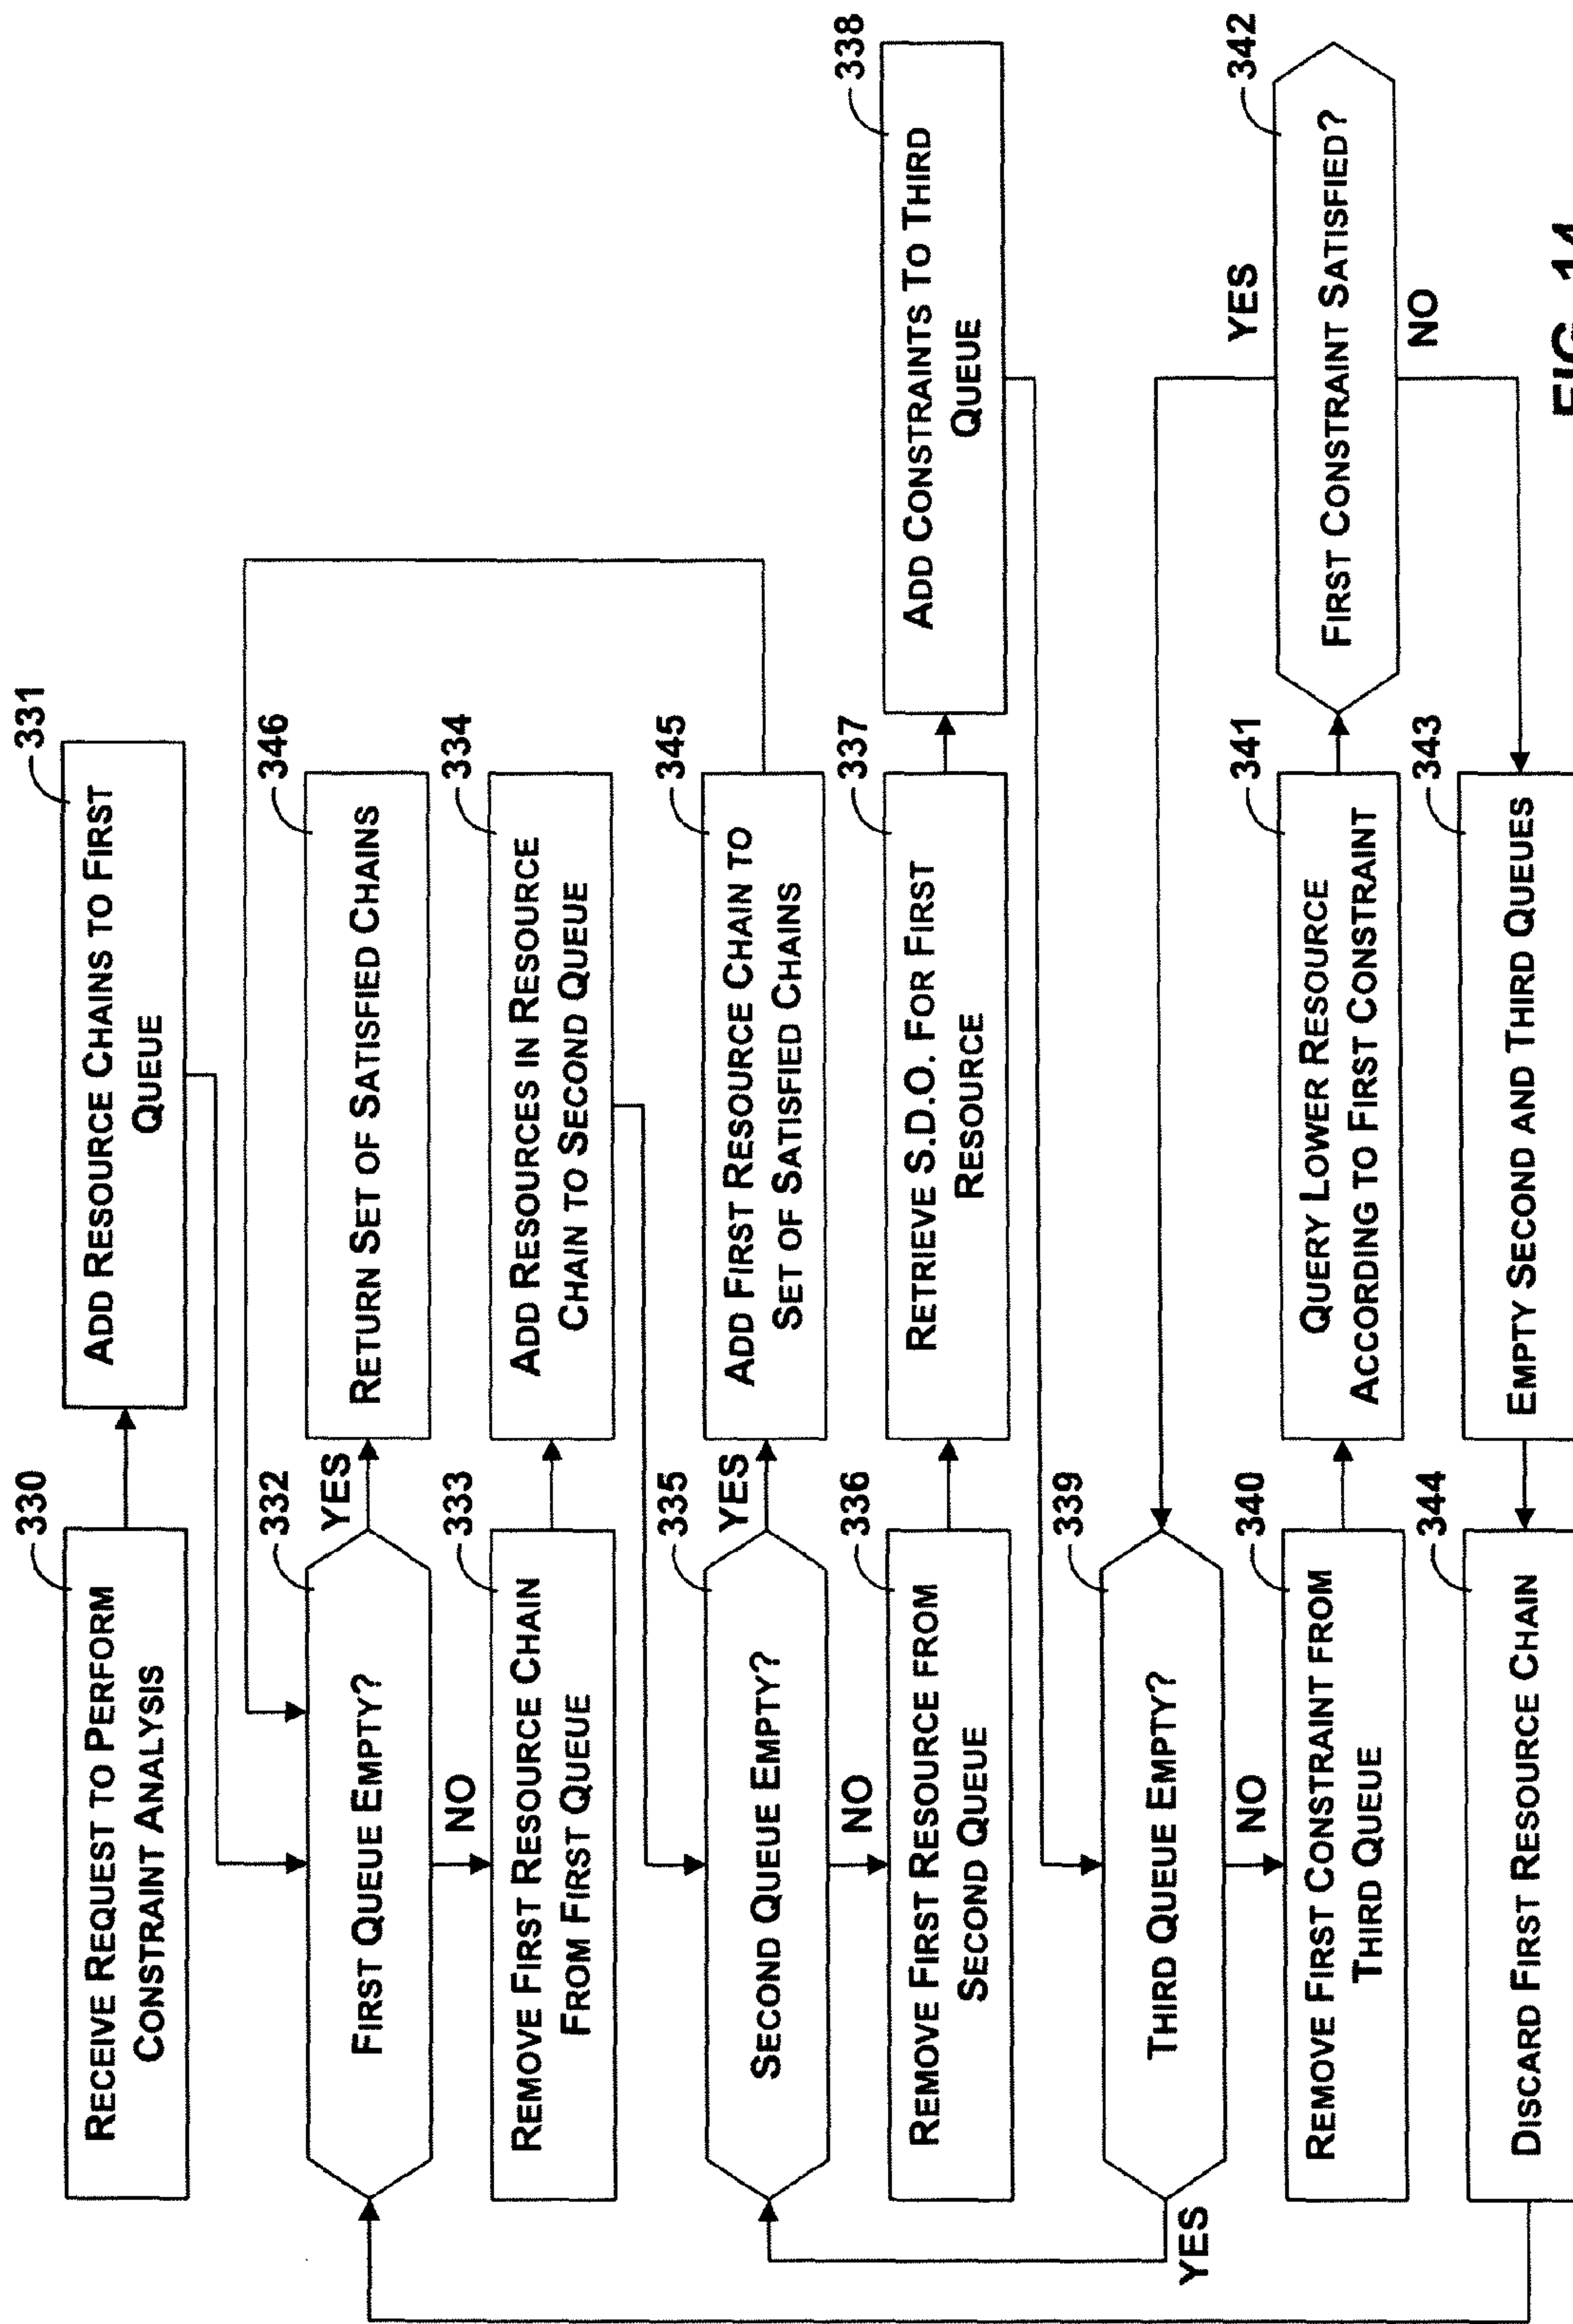 330
RECEIVE REQUEST TO PERFORM
CONSTRAINT ANALYSIS
331
ADD RESOURCE CHAINS TO FIRST
QUEUE
332
FIRST QUEUE EMPTY?
YES
NO
346
RETURN SET OF SATISFIED CHAINS
333
REMOVE FIRST RESOURCE CHAIN
FROM FIRST QUEUE
334
ADD RESOURCES IN RESOURCE
CHAIN TO SECOND QUEUE
335
SECOND QUEUE EMPTY?
YES
NO
345
ADD FIRST RESOURCE CHAIN TO
SET OF SATISFIED CHAINS
336
REMOVE FIRST RESOURCE FROM
SECOND QUEUE
337
RETRIEVE S.D.O. FOR FIRST
RESOURCE
338
ADD CONSTRAINTS TO THIRD
QUEUE
339
THIRD QUEUE EMPTY?
YES
NO
340
REMOVE FIRST CONSTRAINT FROM
THIRD QUEUE
341
QUERY LOWER RESOURCE
ACCORDING TO FIRST CONSTRAINT
342
FIRST CONSTRAINT SATISFIED?
YES
NO
344
DISCARD FIRST RESOURCE CHAIN
343
EMPTY SECOND AND THIRD QUEUES
FIG. 14